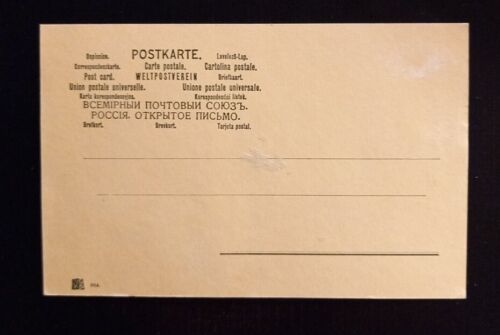 Dopisnice. POSTKARTE. Levelező-Lap.
Correspondenzkarte. Carte postale. Cartolina postale.
Post card. WELTPOSTVEREIN Briefkaart.
Union postale universelle. Unione postale universale.
Karta korespondencyjna. Korespondenční lístek.
ВСЕМІРНЫЙ ПОЧТОВЫЙ СОЮЗЪ.
РОССІЯ. ОТКРЫТОЕ ПИСЬМО.
Brefkort. Brevkort. Tarjeta postal.